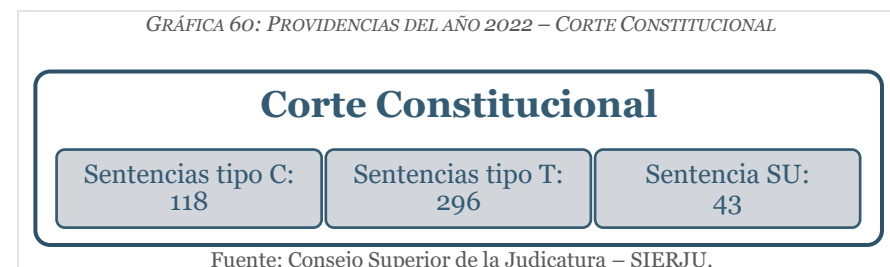 GRÁFICA 60: PROVIDENCIAS DEL AÑO 2022 – CORTE CONSTITUCIONAL
Corte Constitucional
Sentencias tipo C:
118
Sentencias tipo T:
296
Sentencia SU:
43
Fuente: Consejo Superior de la Judicatura – SIERJU.